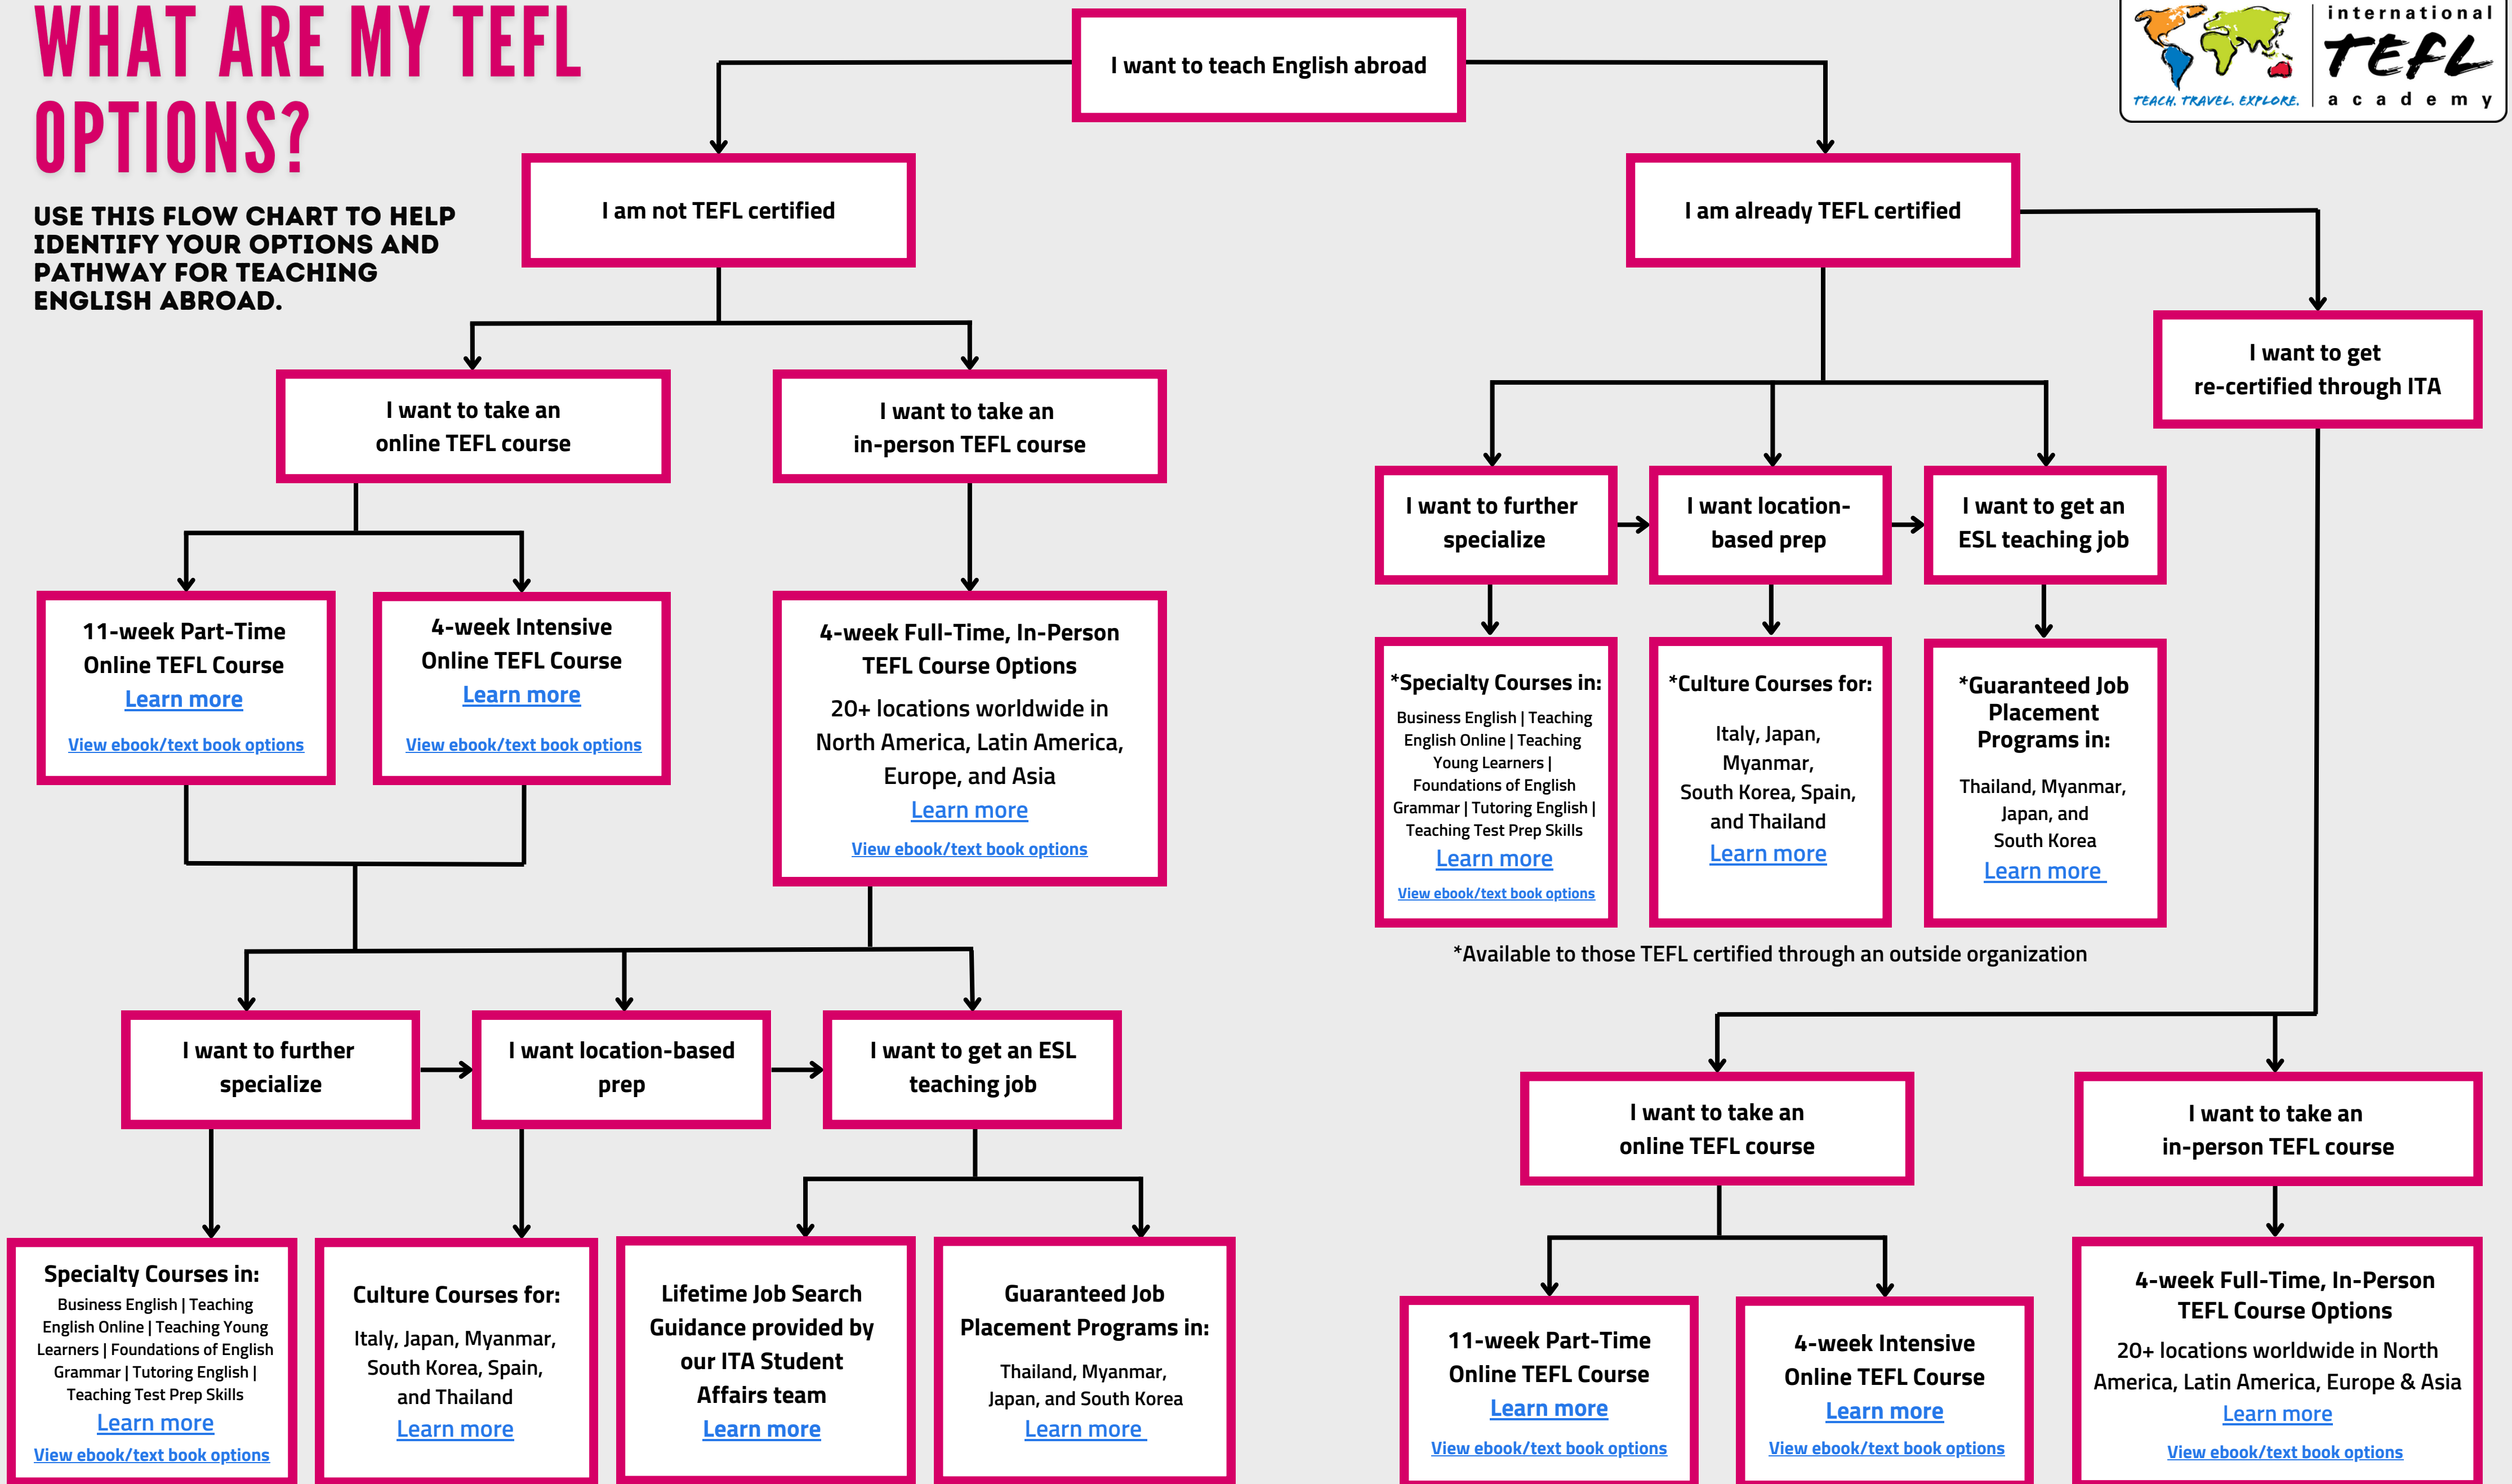 WHAT ARE MY TEFL
OPTIONS?
USE THIS FLOW CHART TO HELP
IDENTIFY YOUR OPTIONS AND
PATHWAY FOR TEACHING
ENGLISH ABROAD.
international
TEFL
academy
TEACH. TRAVEL. EXPLORE.
I want to teach English abroad
I am not TEFL certified
I am already TEFL certified
I want to get
re-certified through ITA
I want to take an
online TEFL course
I want to take an
in-person TEFL course
11-week Part-Time
Online TEFL Course
Learn more
View ebook/text book options
4-week Intensive
Online TEFL Course
Learn more
View ebook/text book options
4-week Full-Time, In-Person
TEFL Course Options
20+ locations worldwide in
North America, Latin America,
Europe, and Asia
Learn more
View ebook/text book options
I want to further
specialize
I want location-
based prep
I want to get an
ESL teaching job
*Specialty Courses in:
Business English | Teaching
English Online | Teaching
Young Learners |
Foundations of English
Grammar | Tutoring English |
Teaching Test Prep Skills
Learn more
View ebook/text book options
*Culture Courses for:
Italy, Japan,
Myanmar,
South Korea, Spain,
and Thailand
Learn more
*Guaranteed Job
Placement
Programs in:
Thailand, Myanmar,
Japan, and
South Korea
Learn more
*Available to those TEFL certified through an outside organization
I want to further
specialize
I want location-based
prep
I want to get an ESL
teaching job
Specialty Courses in:
Business English | Teaching
English Online | Teaching Young
Learners | Foundations of English
Grammar | Tutoring English |
Teaching Test Prep Skills
Learn more
View ebook/text book options
Culture Courses for:
Italy, Japan, Myanmar,
South Korea, Spain,
and Thailand
Learn more
Lifetime Job Search
Guidance provided by
our ITA Student
Affairs team
Learn more
Guaranteed Job
Placement Programs in:
Thailand, Myanmar,
Japan, and South Korea
Learn more
I want to take an
online TEFL course
I want to take an
in-person TEFL course
11-week Part-Time
Online TEFL Course
Learn more
View ebook/text book options
4-week Intensive
Online TEFL Course
Learn more
View ebook/text book options
4-week Full-Time, In-Person
TEFL Course Options
20+ locations worldwide in North
America, Latin America, Europe & Asia
Learn more
View ebook/text book options